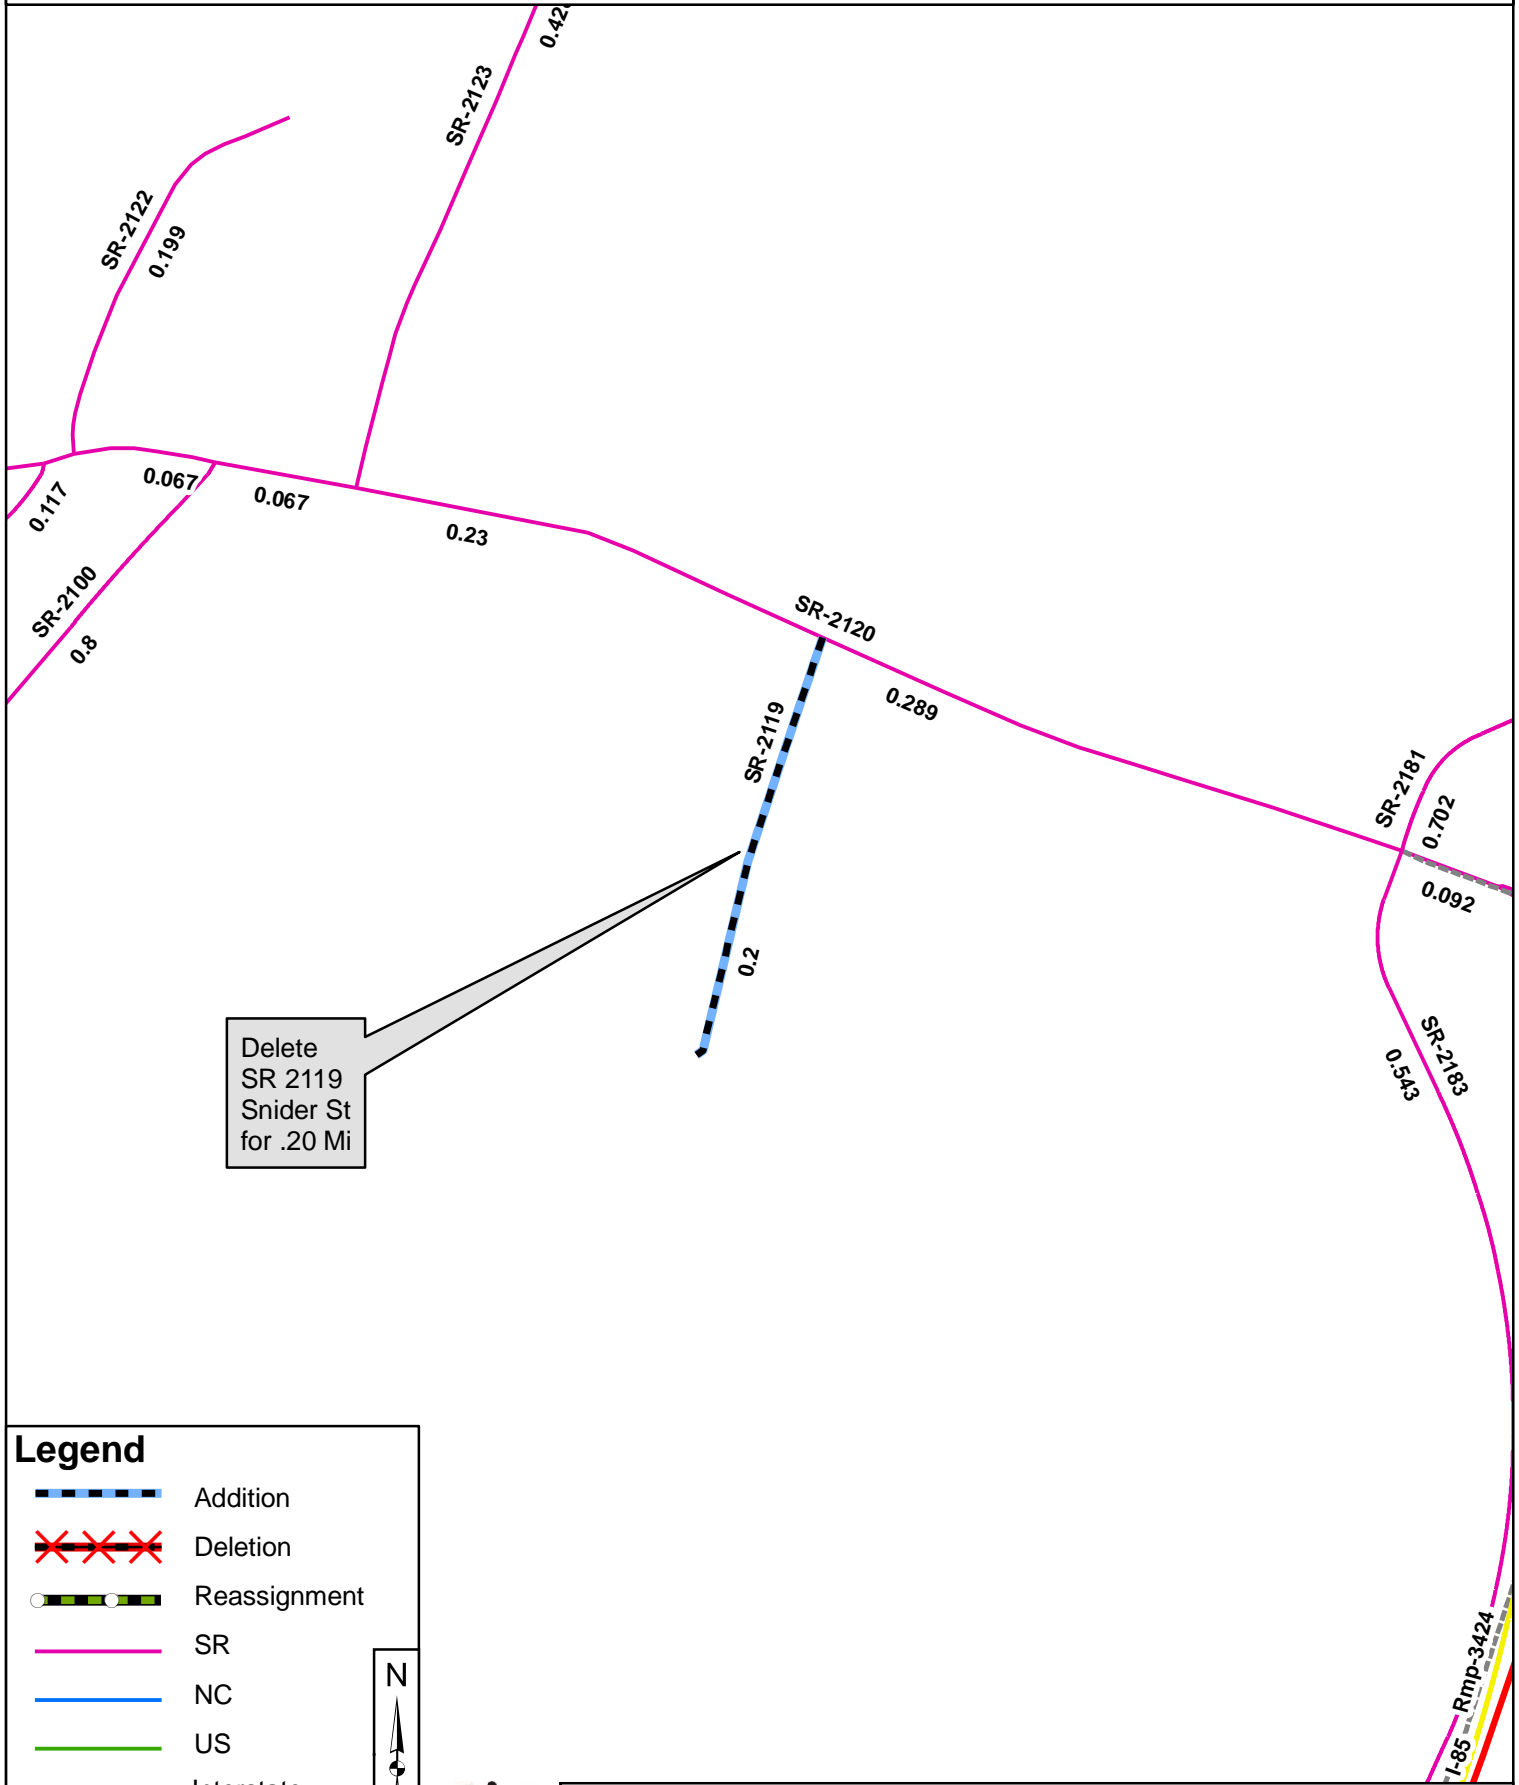 SR-2123
SR-2122
0.199
0.117
0.067
0.067
0.23
SR-2100
0.8
SR-2120
0.289
SR-2119
0.2
SR-2181
0.702
0.092
SR-2183
0.543
Delete
SR 2119
Snider St
for .20 Mi
Legend
Addition
Deletion
Reassignment
SR
NC
US
Interstate
N
Rmp-3424
I-85